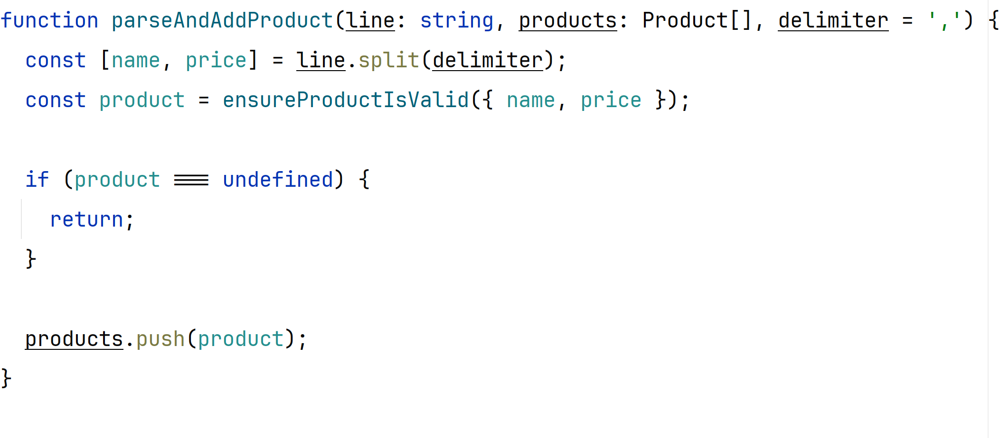 function parseAndAddProduct(line: string, products: Product[], delimiter = ',') {
  const [name, price] = line.split(delimiter);
  const product = ensureProductIsValid({ name, price });

  if (product === undefined) {
    return;
  }

  products.push(product);
}